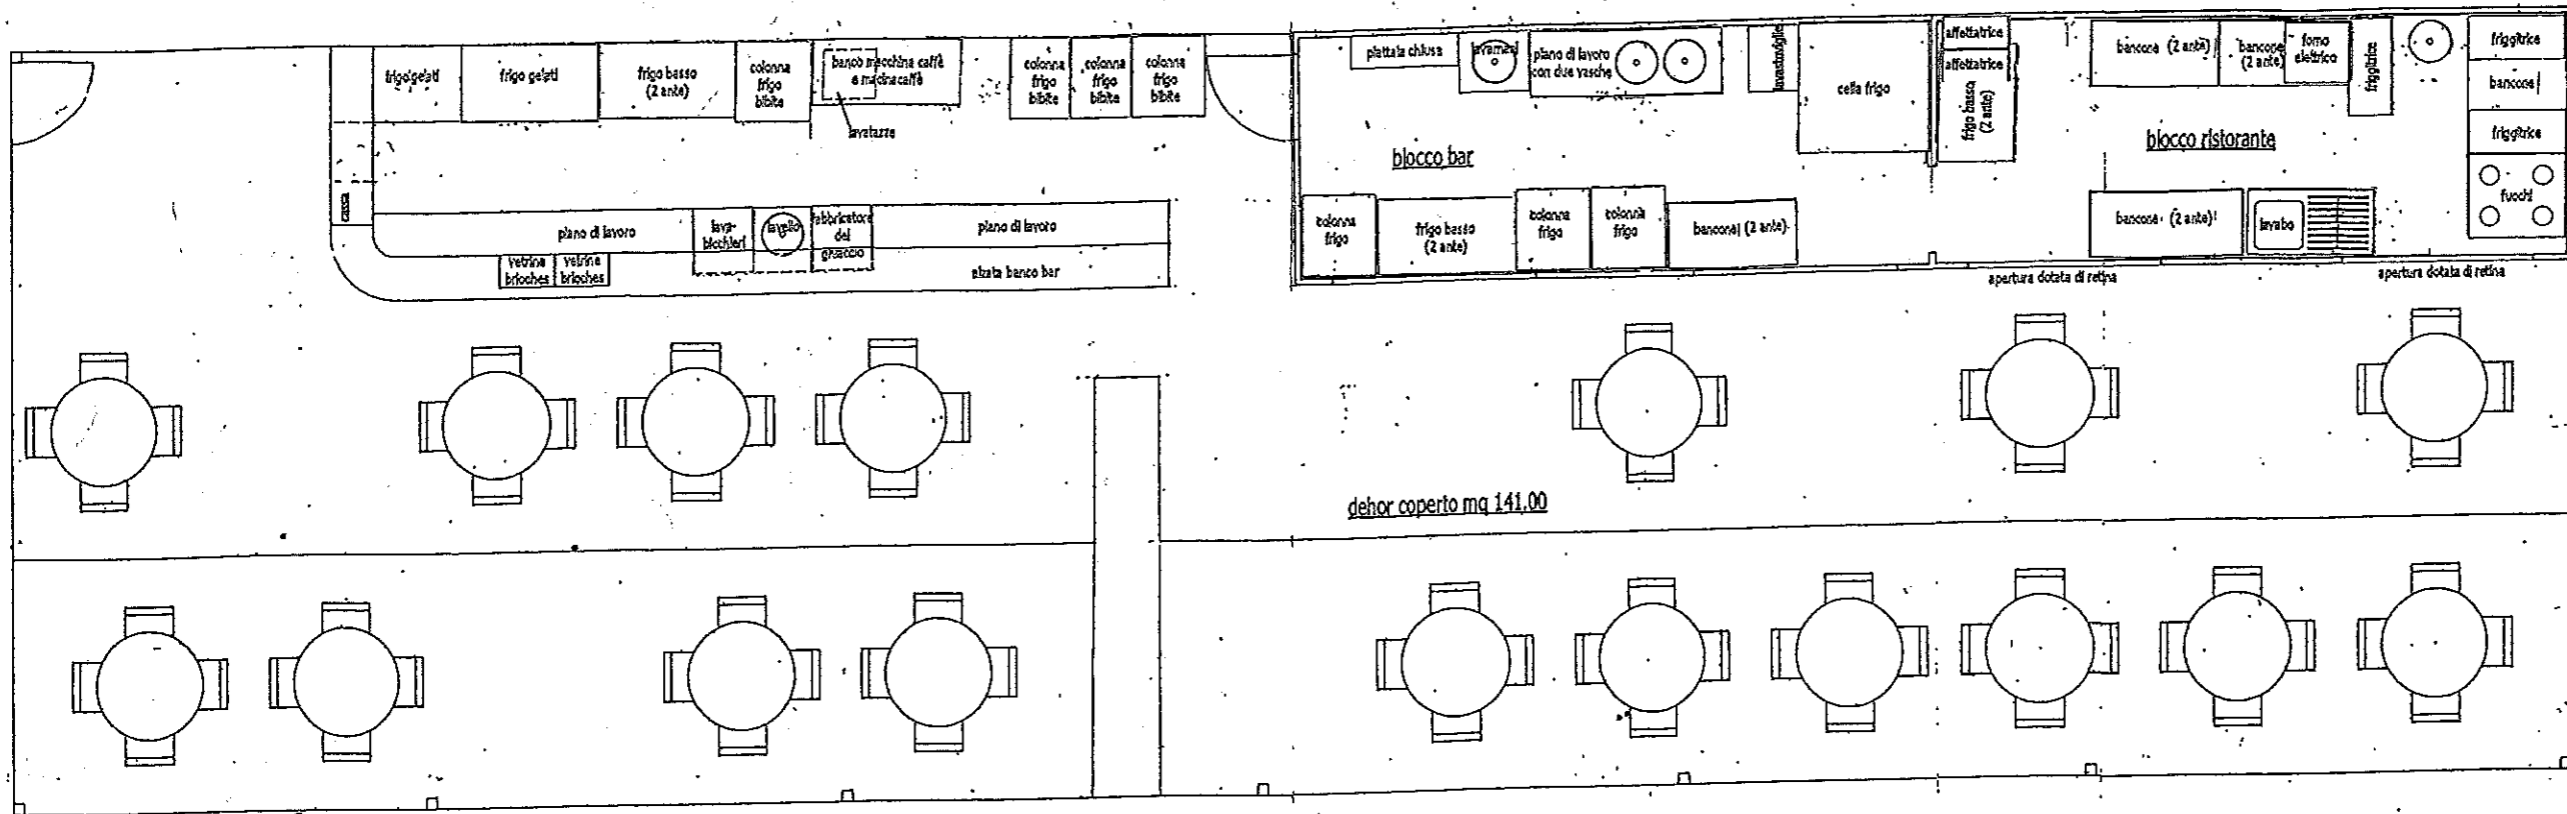 frigo gelati
frigo gelati
frigo basso
(2 ante)
colonna
frigo
bibite
banco macchina caffè
e macinacaffè
lavatazze
colonna
frigo
bibite
colonna
frigo
bibite
colonna
frigo
bibite
cassa
piano di lavoro
lava-
bicchieri
lavello
fabbricatore
del
ghiaccio
piano di lavoro
vetrina
brioches
vetrina
brioches
alzata banco bar
piattaia chiusa
lavamani
piano di lavoro
con due vasche
lavastoviglie
cella frigo
blocco bar
colonna
frigo
frigo basso
(2 ante)
colonna
frigo
colonna
frigo
bancone (2 ante)
affettatrice
affettatrice
frigo basso
(2 ante)
bancone (2 ante)
bancone
(2 ante)
forno
elettrico
friggitrice
friggitrice
bancone
friggitrice
fuochi
blocco ristorante
bancone (2 ante)
lavabo
apertura dotata di retina
apertura dotata di retina
dehor coperto mq 141.00